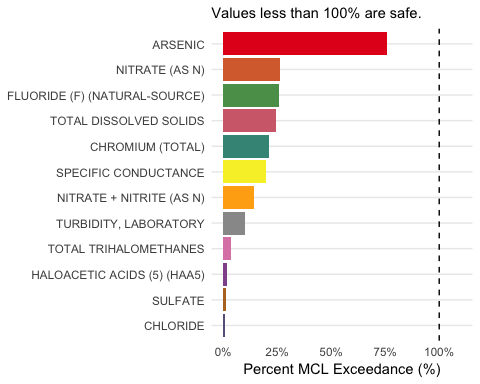 Values less than 100% are safe.
ARSENIC
NITRATE (AS N)
FLUORIDE (F) (NATURAL-SOURCE)
TOTAL DISSOLVED SOLIDS
CHROMIUM (TOTAL)
SPECIFIC CONDUCTANCE
NITRATE + NITRITE (AS N)
TURBIDITY, LABORATORY
TOTAL TRIHALOMETHANES
HALOACETIC ACIDS (5) (HAA5)
SULFATE
CHLORIDE
0% 25% 50% 75% 100%
Percent MCL Exceedance (%)